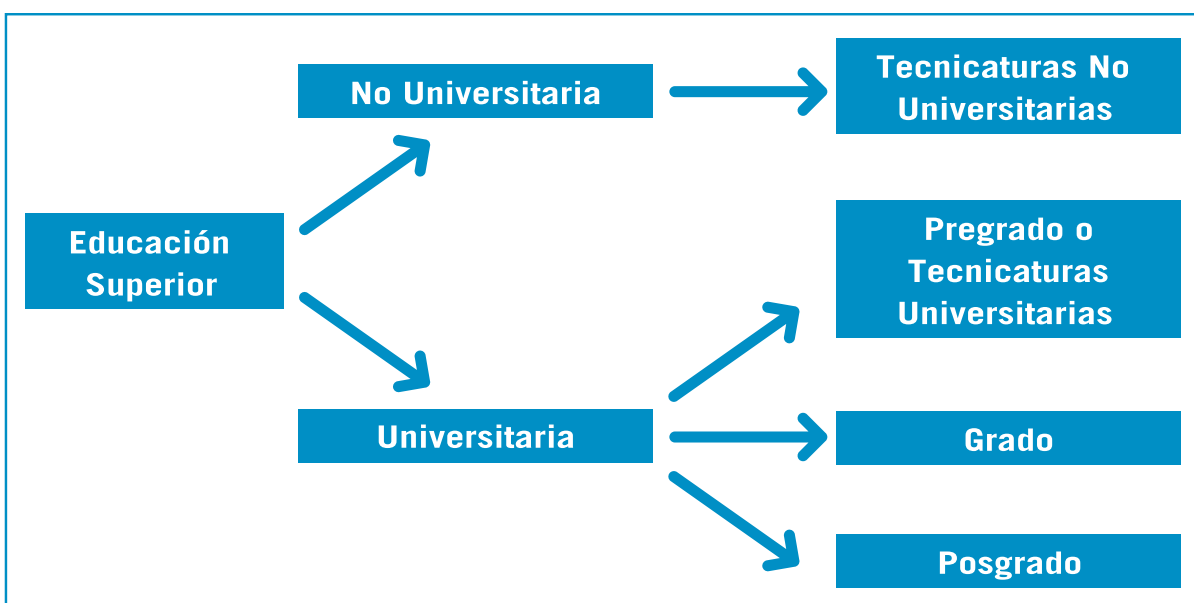 Educación
Superior
No Universitaria
Tecnicaturas No
Universitarias
Universitaria
Pregrado o
Tecnicaturas
Universitarias
Grado
Posgrado